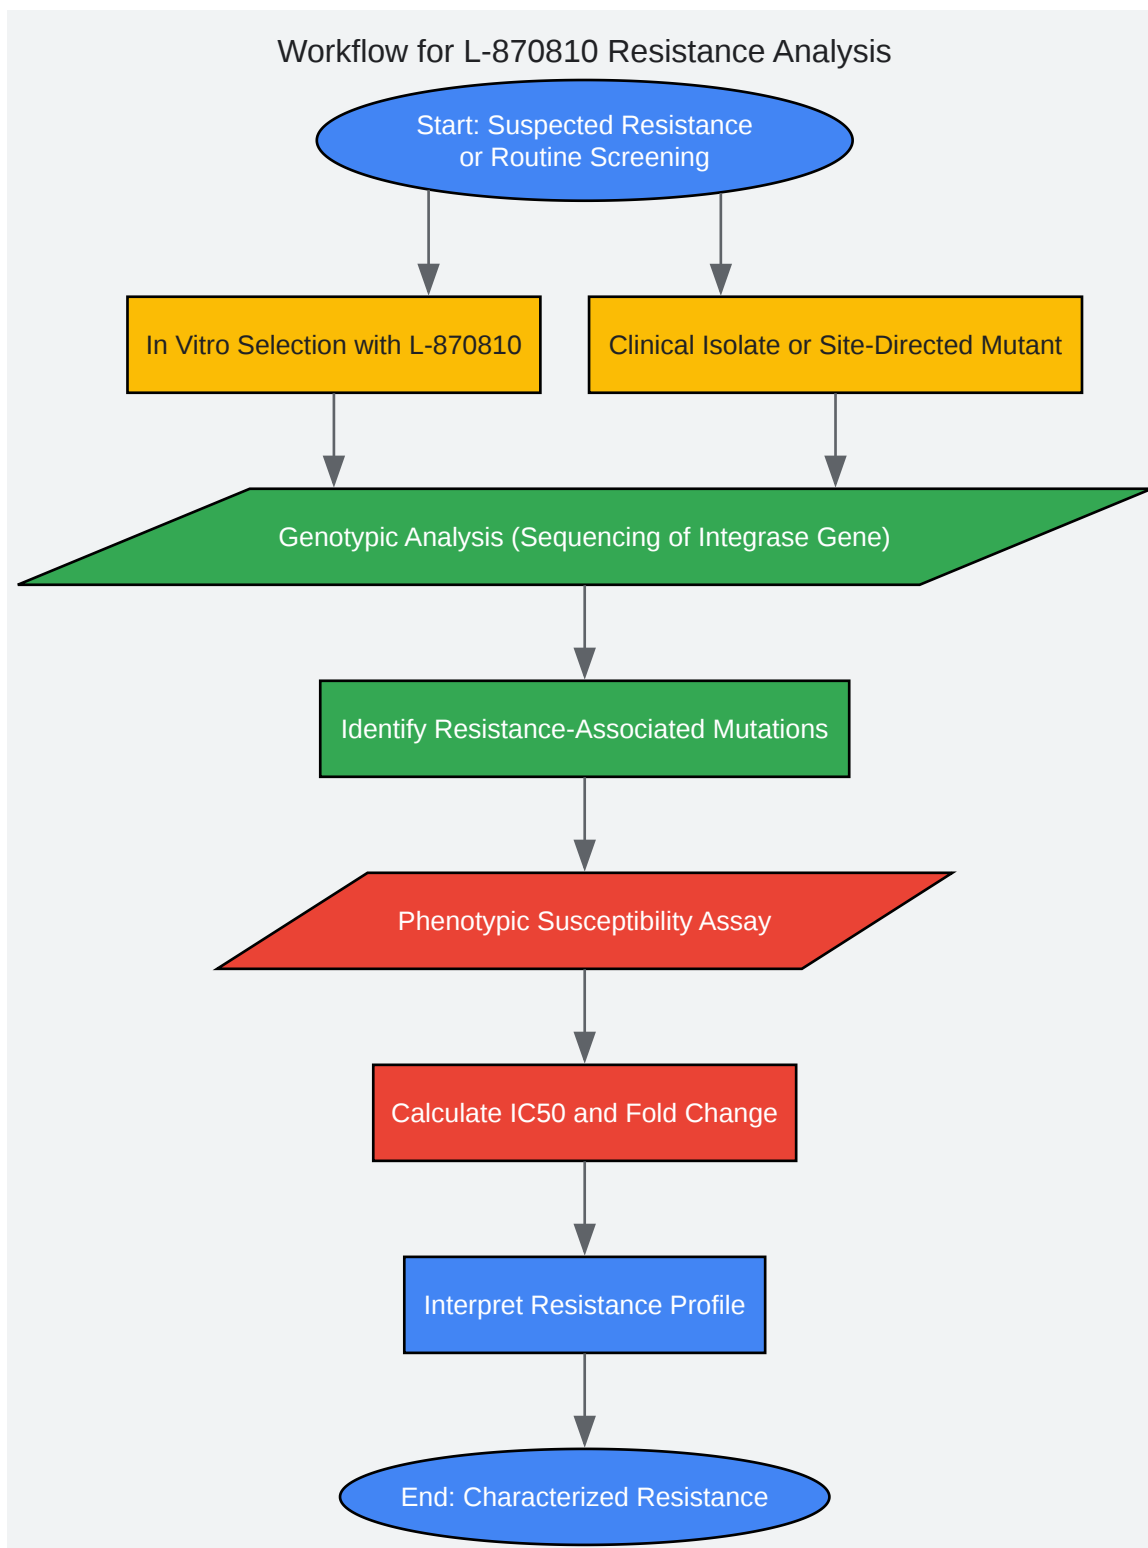 Workflow for L-870810 Resistance Analysis
Start: Suspected Resistance
or Routine Screening
In Vitro Selection with L-870810
Clinical Isolate or Site-Directed Mutant
Genotypic Analysis (Sequencing of Integrase Gene)
Identify Resistance-Associated Mutations
Phenotypic Susceptibility Assay
Calculate IC50 and Fold Change
Interpret Resistance Profile
End: Characterized Resistance